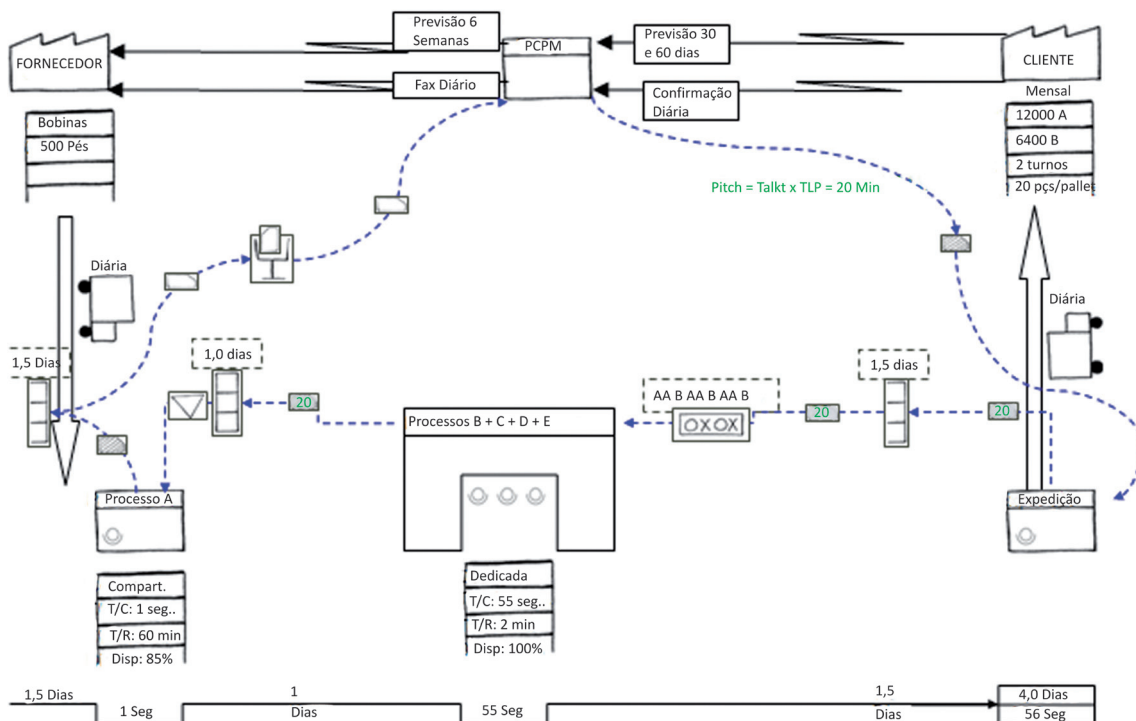 Previsão 6
Semanas
PCPM
Previsão 30
e 60 dias
FORNECEDOR
CLIENTE
Fax Diário
Confirmação
Diária
Mensal
Bobinas
500 Pés
12000 A
6400 B
2 turnos
20 pçs/pallet
Pitch = Talkt x TLP = 20 Min
Diária
Diária
1,5 Dias
1,0 dias
1,5 dias
AA B AA B AA B
20
20
20
OXOX
Processos B + C + D + E
Processo A
Expedição
Compart.
T/C: 1 seg..
T/R: 60 min
Disp: 85%
Dedicada
T/C: 55 seg..
T/R: 2 min
Disp: 100%
1,5 Dias
1 Seg
1
Dias
55 Seg
1,5
Dias
4,0 Dias
56 Seg